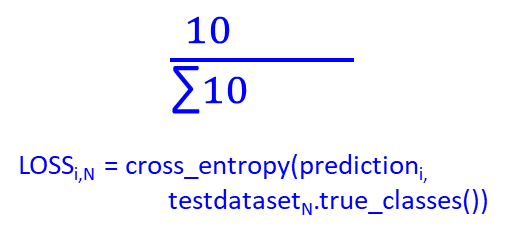 10
∑10
LOSSi,N = cross_entropy(predictioni,
testdatasetN.true_classes())